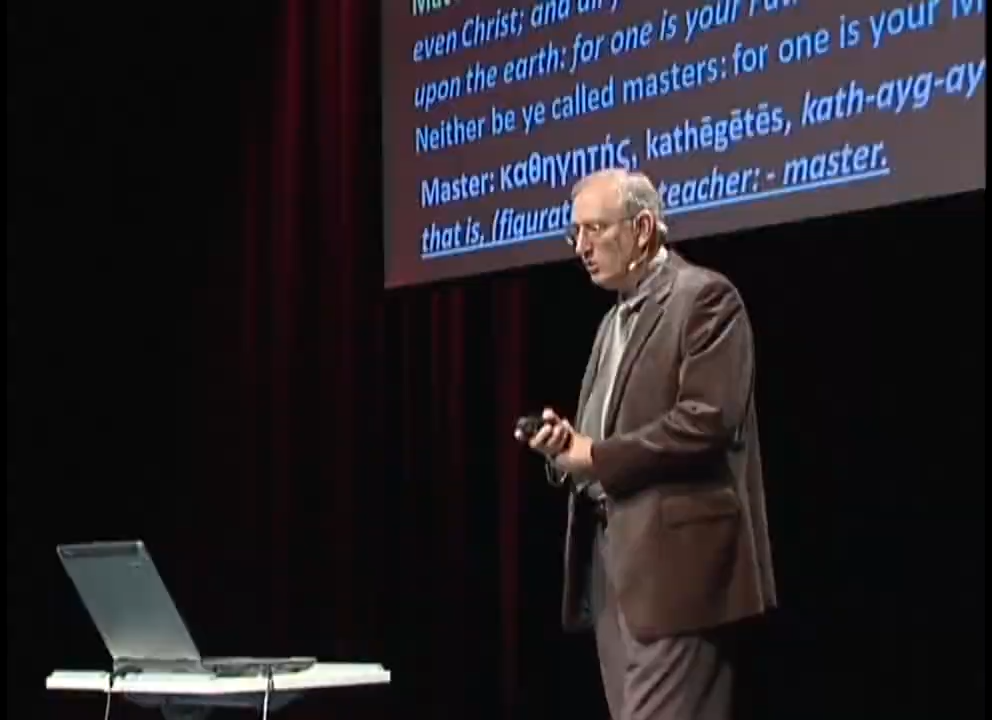 even Christ; and
upon the earth: for one is your
Neither be ye called masters: for one is your
Master: καθηγητής, kathēgētēs, kath-ayg-ay
that is, (figurat teacher: - master.